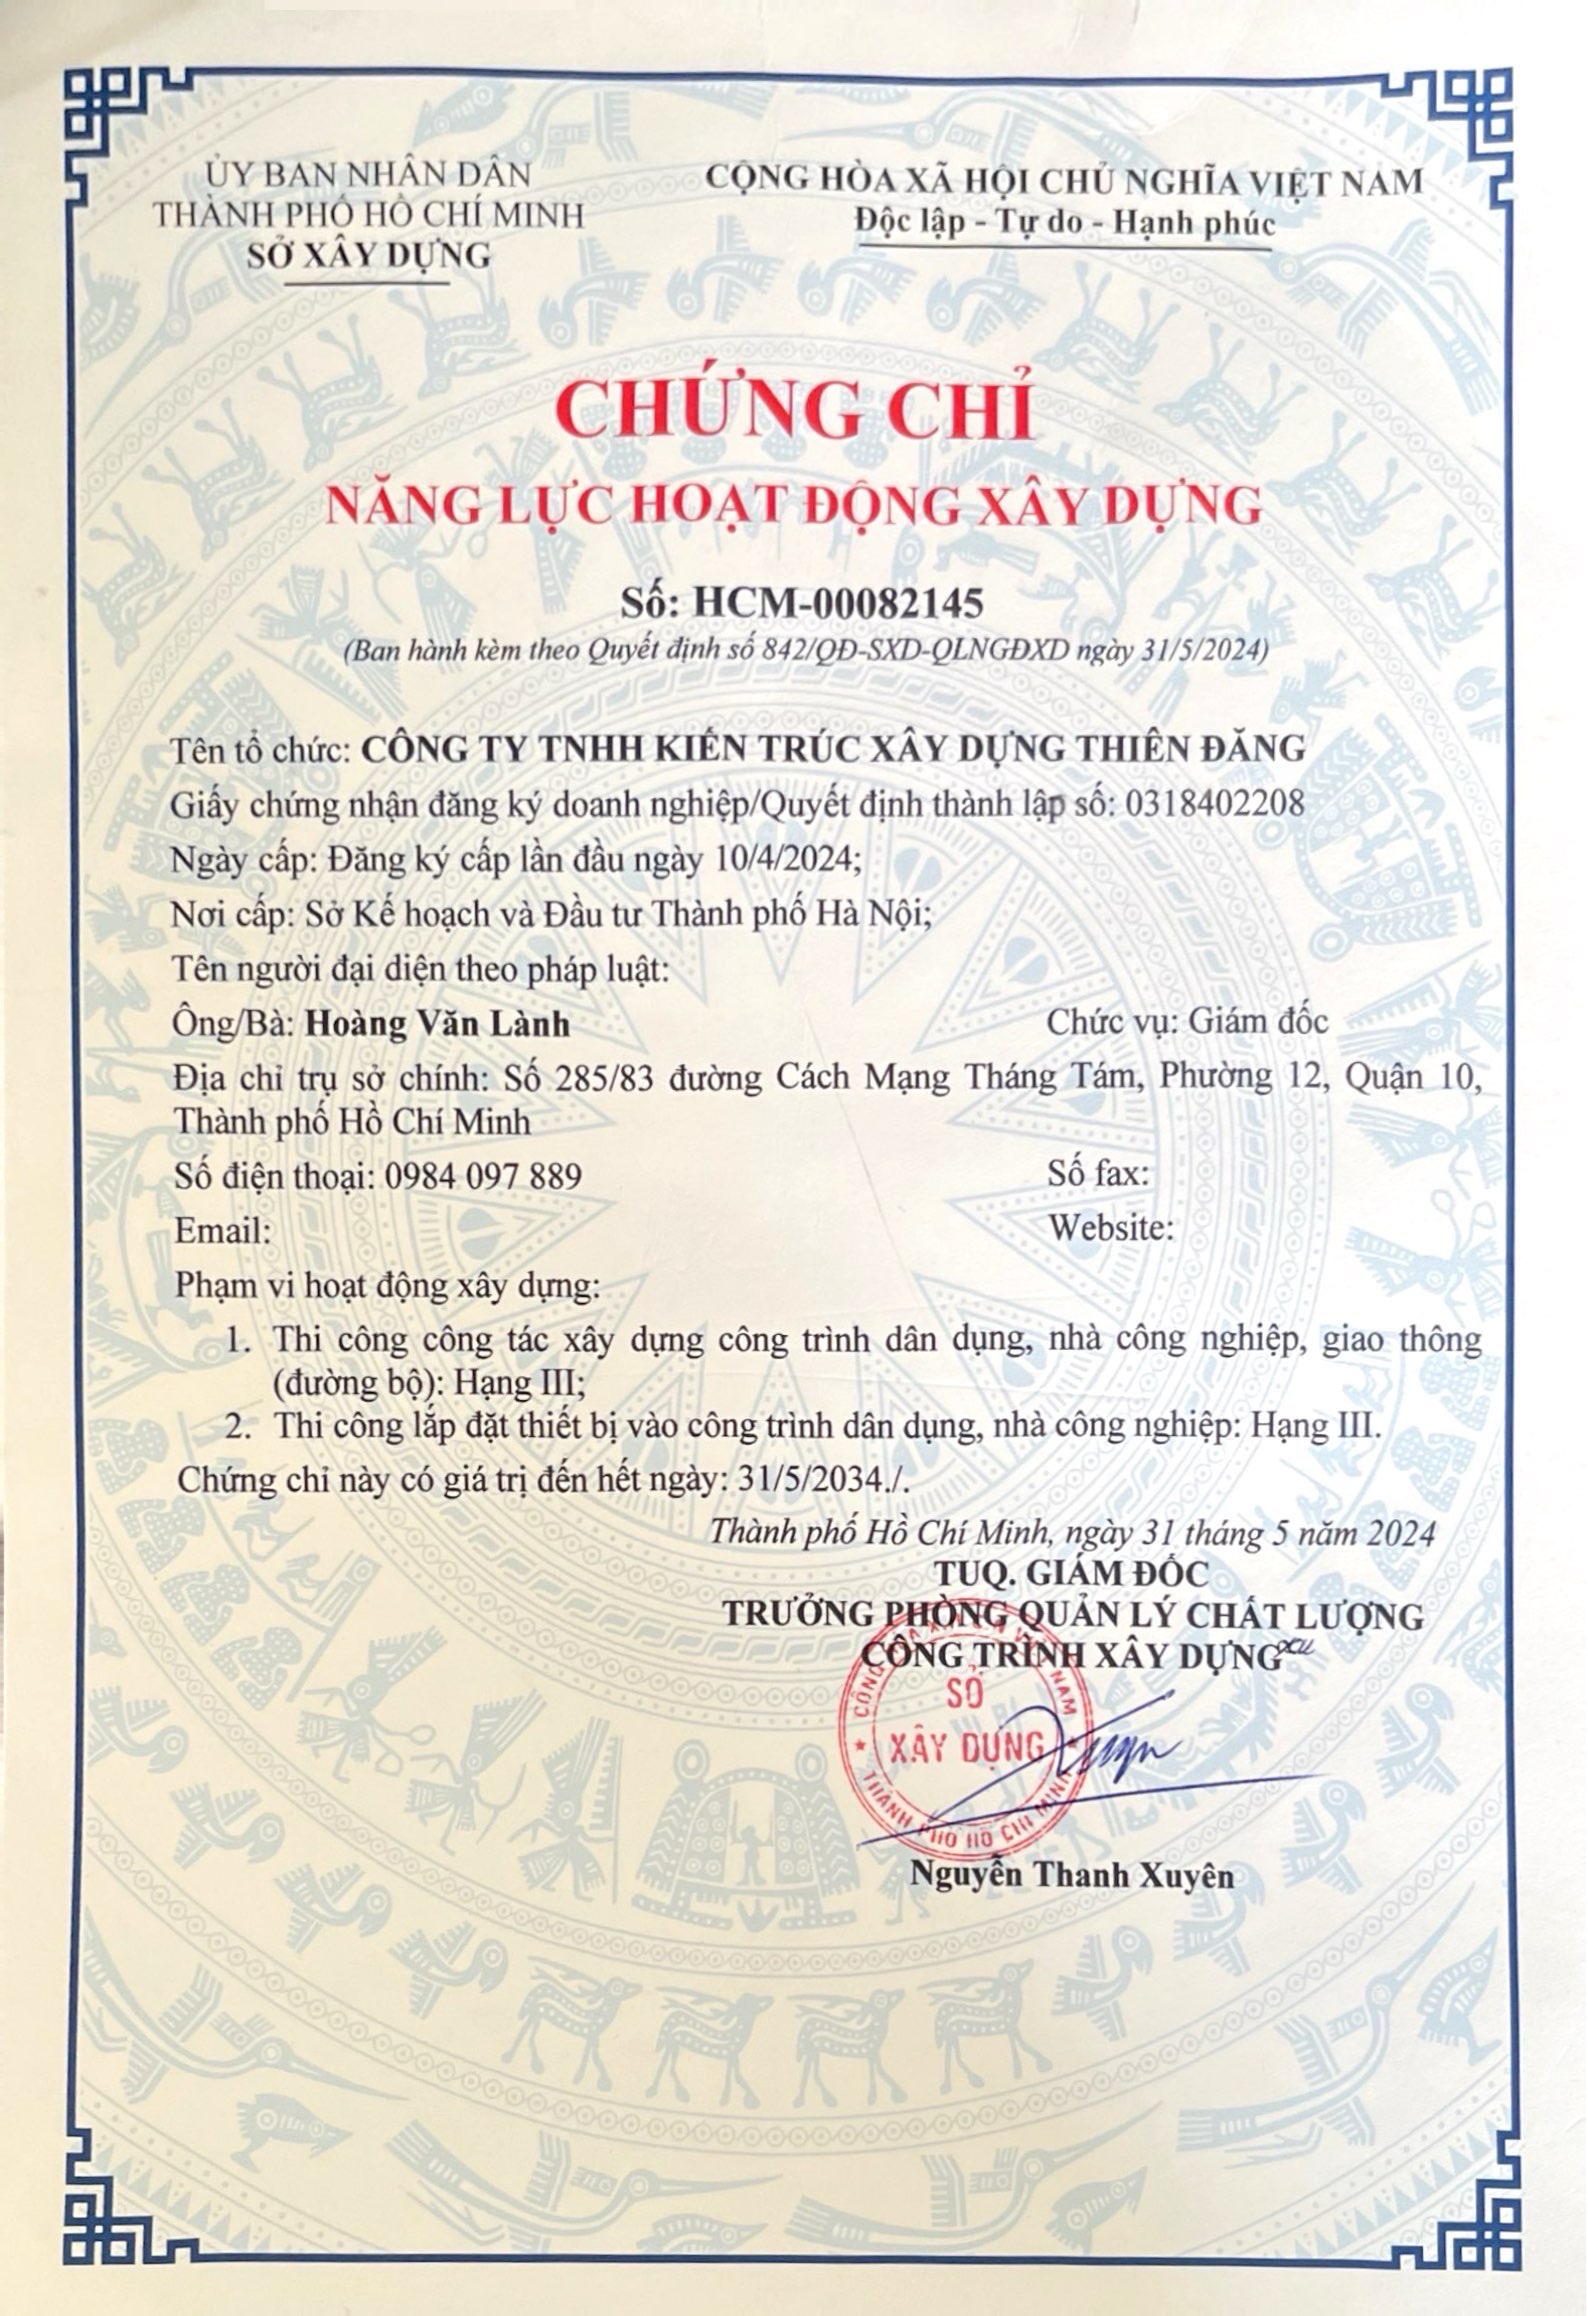 ỦY BAN NHÂN DÂN
THÀNH PHỐ HỒ CHÍ MINH
SỞ XÂY DỰNG
CỘNG HÒA XÃ HỘI CHỦ NGHĨA VIỆT NAM
Độc lập - Tự do - Hạnh phúc
CHỨNG CHỈ
NĂNG LỰC HOẠT ĐỘNG XÂY DỰNG
Số: HCM-00082145
(Ban hành kèm theo Quyết định số 842/QĐ-SXD-QLNGĐXD ngày 31/5/2024)
Tên tổ chức: CÔNG TY TNHH KIẾN TRÚC XÂY DỰNG THIÊN ĐĂNG
Giấy chứng nhận đăng ký doanh nghiệp/Quyết định thành lập số: 0318402208
Ngày cấp: Đăng ký cấp lần đầu ngày 10/4/2024;
Nơi cấp: Sở Kế hoạch và Đầu tư Thành phố Hà Nội;
Tên người đại diện theo pháp luật:
Ông/Bà: Hoàng Văn Lành Chức vụ: Giám đốc
Địa chỉ trụ sở chính: Số 285/83 đường Cách Mạng Tháng Tám, Phường 12, Quận 10,
Thành phố Hồ Chí Minh
Số điện thoại: 0984 097 889 Số fax:
Email: Website:
Phạm vi hoạt động xây dựng:
1. Thi công công tác xây dựng công trình dân dụng, nhà công nghiệp, giao thông
(đường bộ): Hạng III;
2. Thi công lắp đặt thiết bị vào công trình dân dụng, nhà công nghiệp: Hạng III.
Chứng chỉ này có giá trị đến hết ngày: 31/5/2034./.
Thành phố Hồ Chí Minh, ngày 31 tháng 5 năm 2024
TUQ. GIÁM ĐỐC
TRƯỞNG PHÒNG QUẢN LÝ CHẤT LƯỢNG
CÔNG TRÌNH XÂY DỰNG
SỞ
XÂY DỰNG
THÀNH PHỐ HỒ CHÍ MINH
Nguyễn Thanh Xuyên